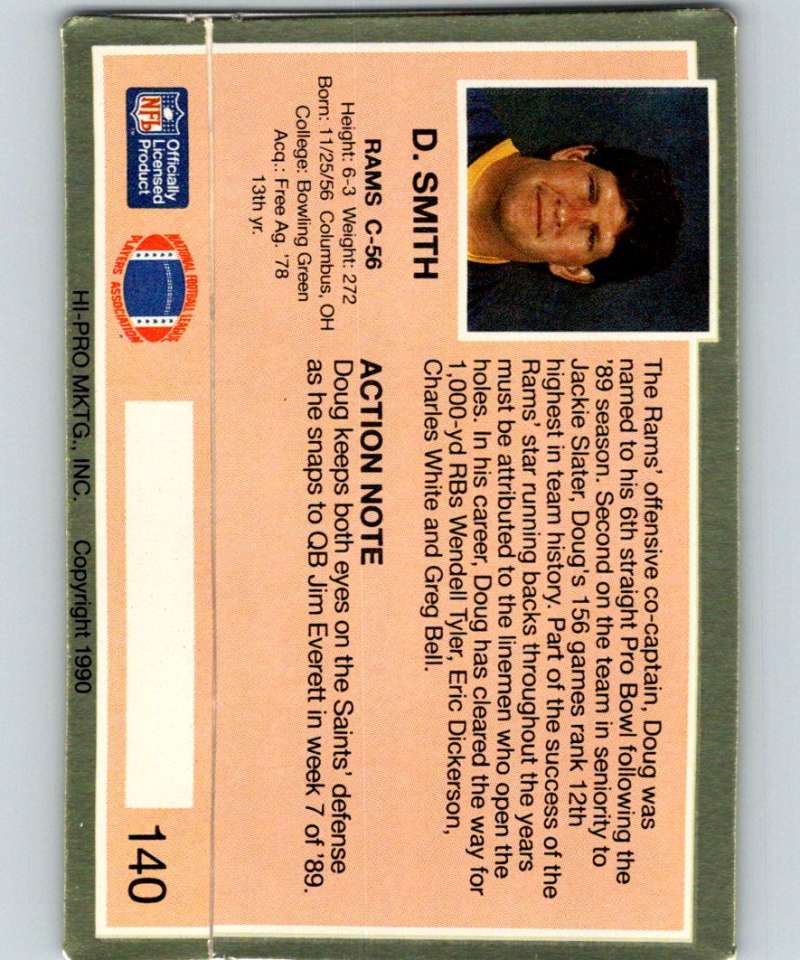 D. SMITH
RAMS C-56
Height: 6-3 Weight: 272
Born: 11/25/56 Columbus, OH
College: Bowling Green
Acq.: Free Ag. '78
13th yr.
The Rams' offensive co-captain, Doug was
named to his 6th straight Pro Bowl following the
'89 season. Second on the team in seniority to
Jackie Slater, Doug's 156 games rank 12th
highest in team history. Part of the success of the
Rams' star running backs throughout the years
must be attributed to the linemen who open the
holes. In his career, Doug has cleared the way for
1,000-yd RBs Wendell Tyler, Eric Dickerson,
Charles White and Greg Bell.
ACTION NOTE
Doug keeps both eyes on the Saints' defense
as he snaps to QB Jim Everett in week 7 of '89.
NFL
Officially
Licensed
Product
NATIONAL FOOTBALL LEAGUE
PLAYERS ASSOCIATION
140
HI-PRO MKTG., INC. Copyright 1990